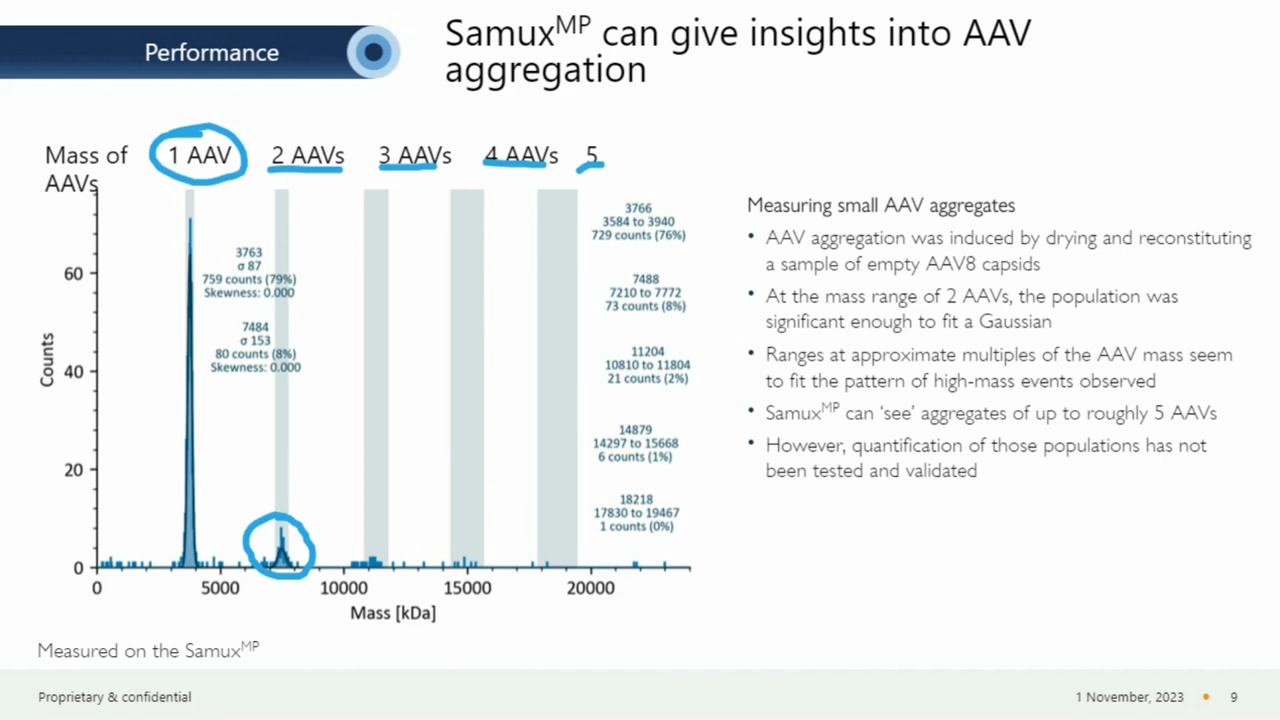 Performance
Samux^MP can give insights into AAV
aggregation
Mass of
AAVs
1 AAV
2 AAVs
3 AAVs
4 AAVs
5
Counts
60
40
20
0
3763
σ 87
759 counts (79%)
Skewness: 0.000
7484
σ 153
80 counts (8%)
Skewness: 0.000
3766
3584 to 3940
729 counts (76%)
7488
7210 to 7772
73 counts (8%)
11204
10810 to 11804
21 counts (2%)
14879
14297 to 15668
6 counts (1%)
18218
17830 to 19467
1 counts (0%)
0
5000
10000
15000
20000
Mass [kDa]
Measuring small AAV aggregates
• AAV aggregation was induced by drying and reconstituting
a sample of empty AAV8 capsids
• At the mass range of 2 AAVs, the population was
significant enough to fit a Gaussian
• Ranges at approximate multiples of the AAV mass seem
to fit the pattern of high-mass events observed
• Samux^MP can ‘see’ aggregates of up to roughly 5 AAVs
• However, quantification of those populations has not
been tested and validated
Measured on the Samux^MP
Proprietary & confidential
1 November, 2023 • 9